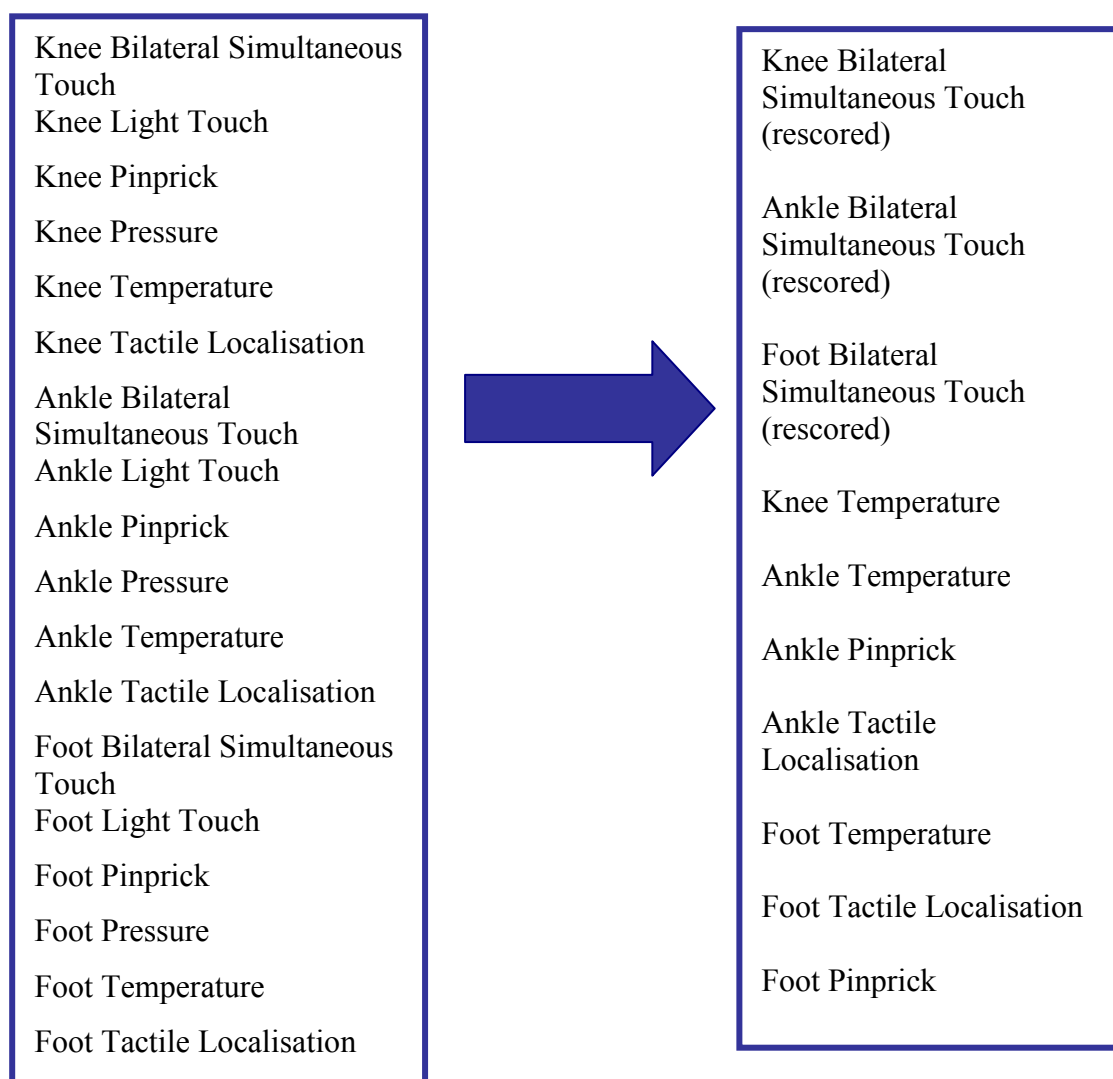 Knee Bilateral Simultaneous
Touch
Knee Light Touch
Knee Pinprick
Knee Pressure
Knee Temperature
Knee Tactile Localisation
Ankle Bilateral
Simultaneous Touch
Ankle Light Touch
Ankle Pinprick
Ankle Pressure
Ankle Temperature
Ankle Tactile Localisation
Foot Bilateral Simultaneous
Touch
Foot Light Touch
Foot Pinprick
Foot Pressure
Foot Temperature
Foot Tactile Localisation
Knee Bilateral
Simultaneous Touch
(rescored)
Ankle Bilateral
Simultaneous Touch
(rescored)
Foot Bilateral
Simultaneous Touch
(rescored)
Knee Temperature
Ankle Temperature
Ankle Pinprick
Ankle Tactile
Localisation
Foot Temperature
Foot Tactile Localisation
Foot Pinprick